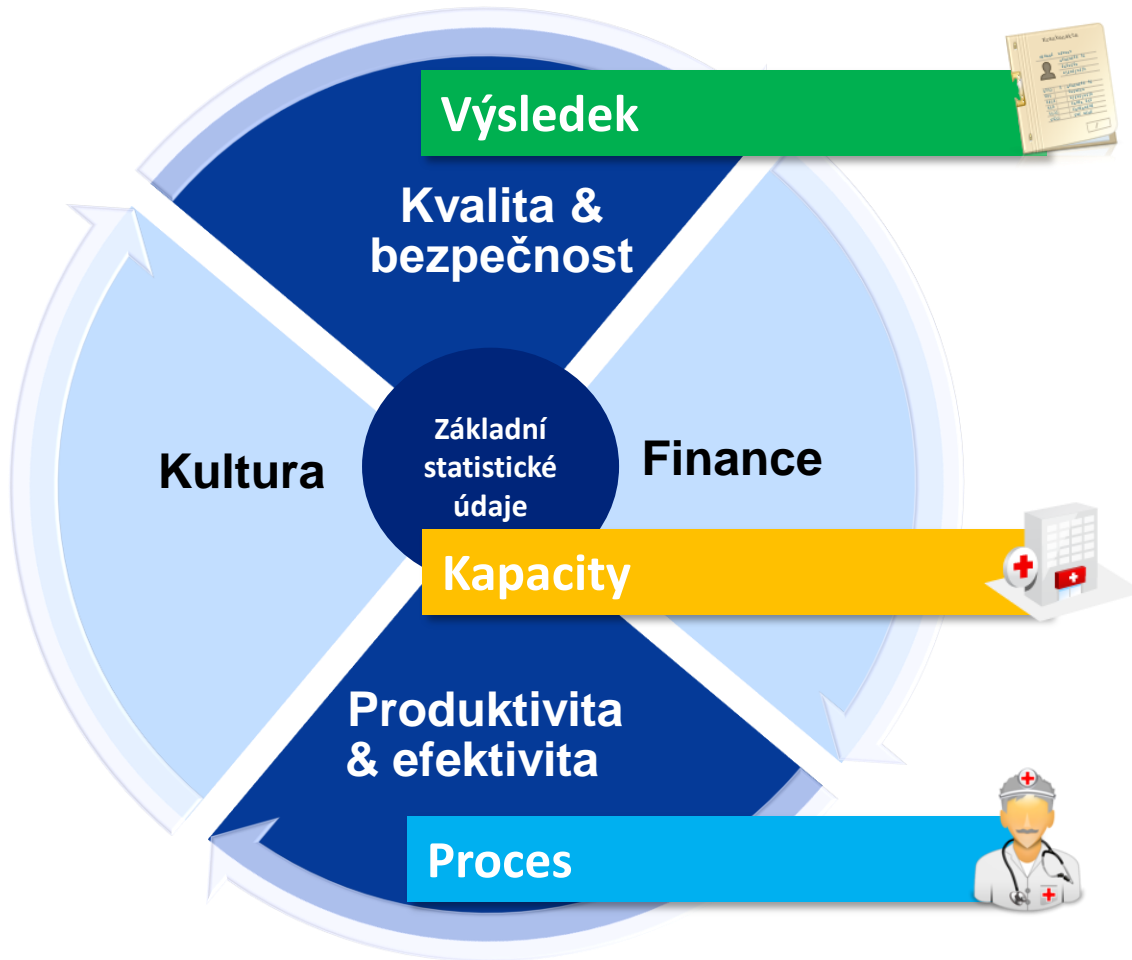 Výsledek
Kvalita &
bezpečnost
Základní
statistické
údaje
Kultura
Finance
Kapacity
Produktivita
& efektivita
Proces